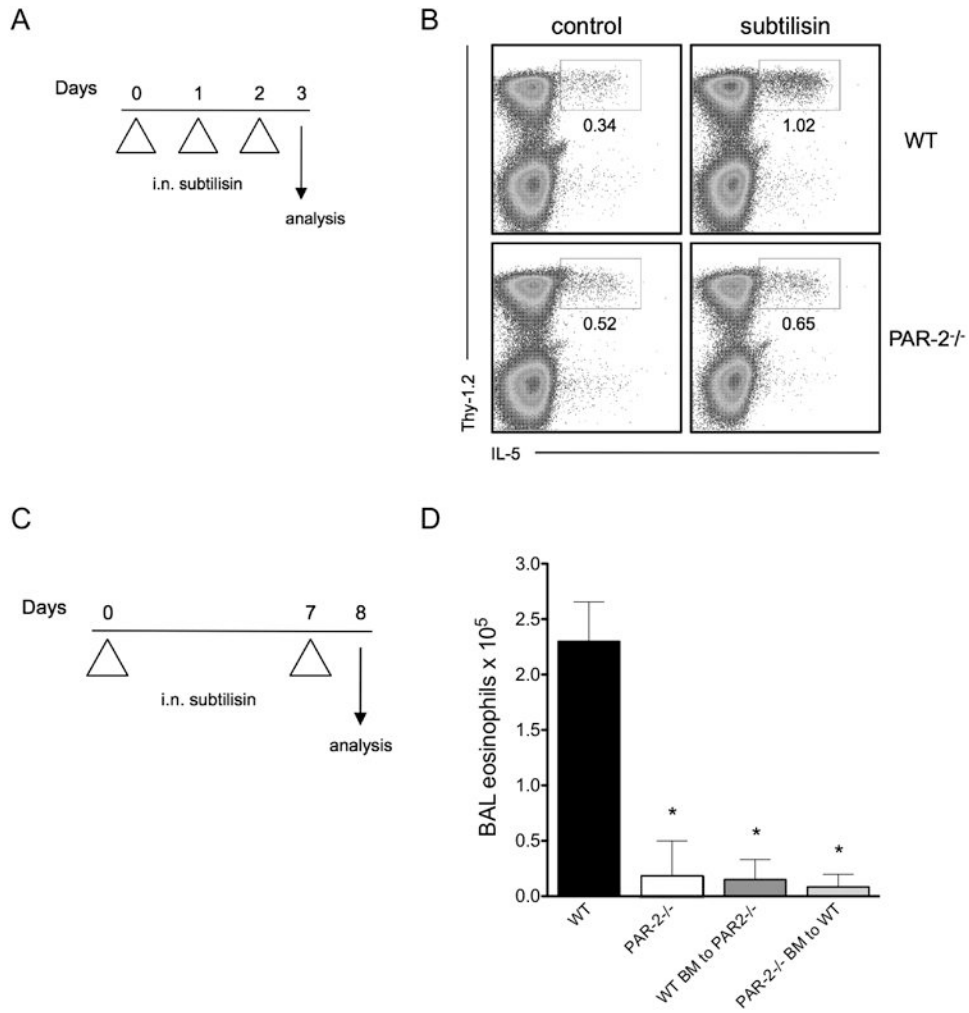 A
Days 0 1 2 3
i.n. subtilisin
analysis
B
control subtilisin
0.34 1.02
WT
0.52 0.65
PAR-2-/-
Thy-1.2
IL-5
C
Days 0 7 8
i.n. subtilisin
analysis
D
3.0
2.5
2.0
1.5
1.0
0.5
0.0
BAL eosinophils x 10⁵
* * *
WT
PAR-2-/-
WT BM to PAR2-/-
PAR-2-/- BM to WT